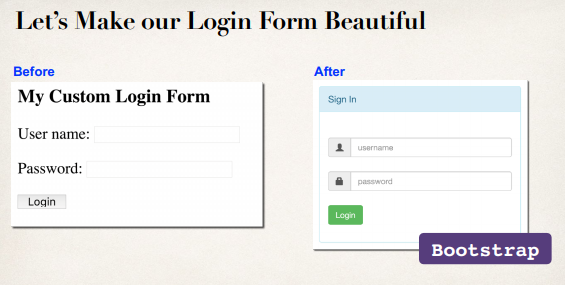 Let's Make our Login Form Beautiful
Before
My Custom Login Form
User name:
Password:
Login
After
Sign In
username
password
Login
Bootstrap